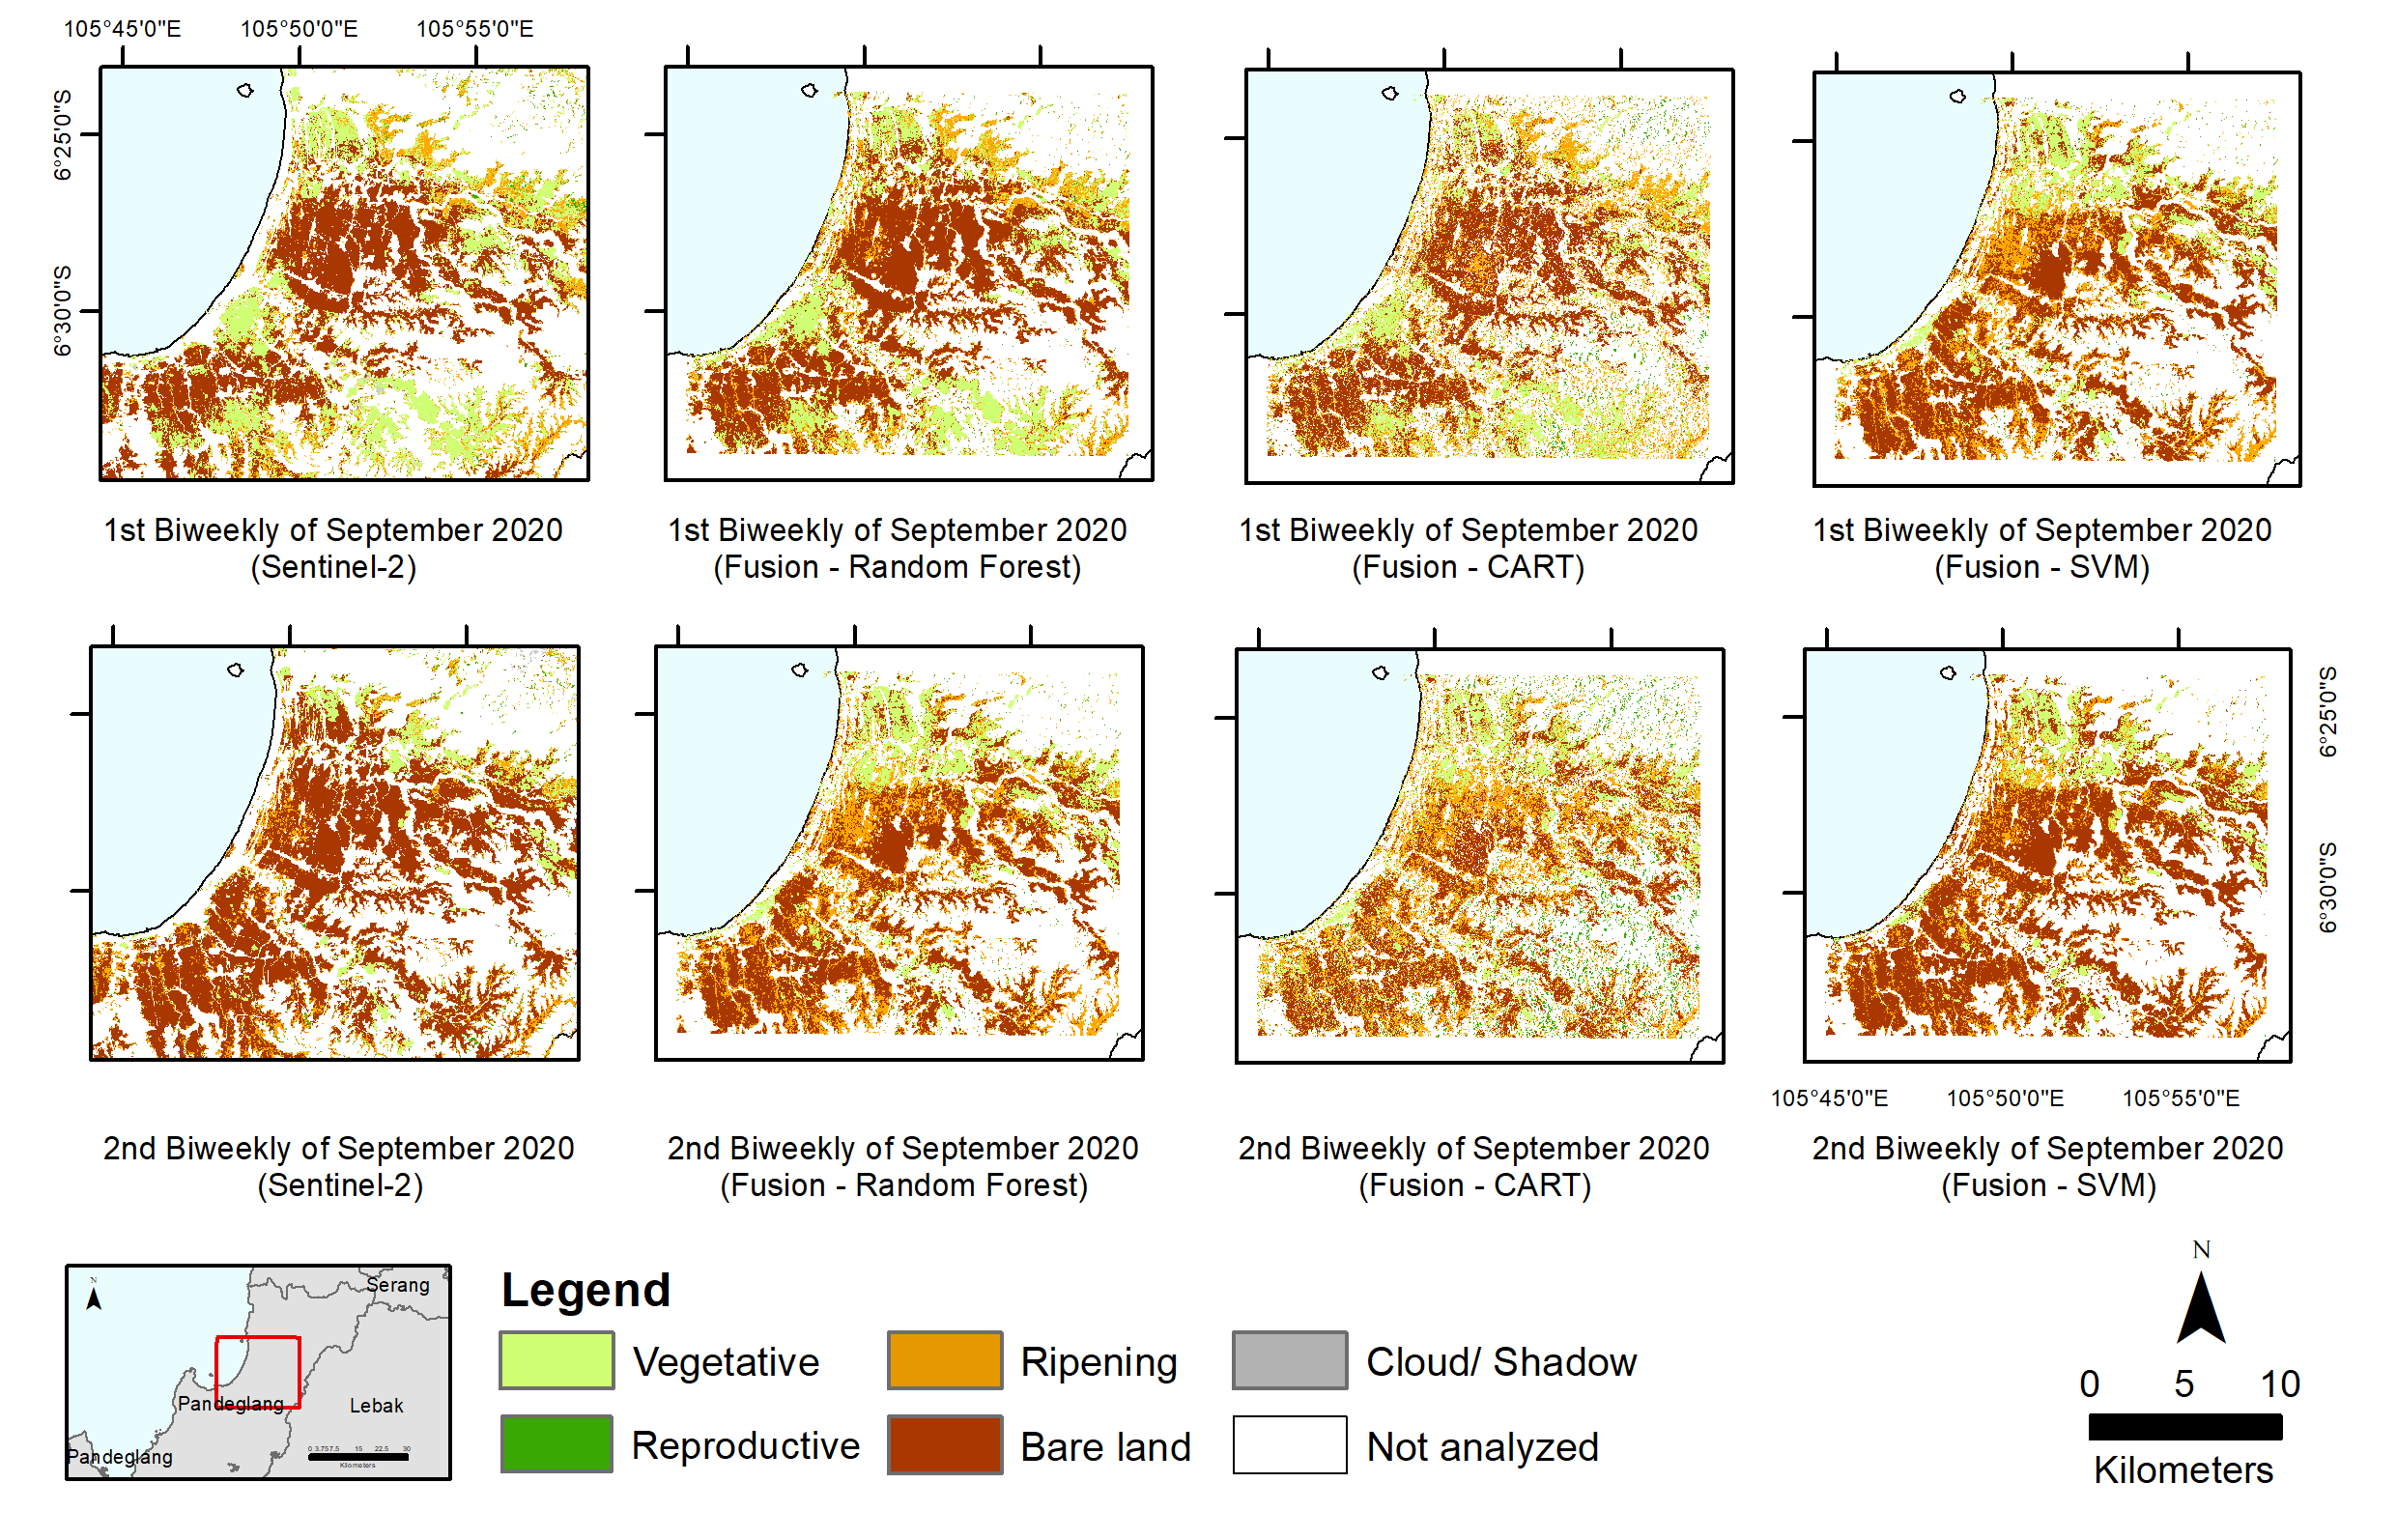 105°45'0"E 105°50'0"E 105°55'0"E
6°25'0"S
6°30'0"S
1st Biweekly of September 2020
(Sentinel-2)
1st Biweekly of September 2020
(Fusion - Random Forest)
1st Biweekly of September 2020
(Fusion - CART)
1st Biweekly of September 2020
(Fusion - SVM)
6°25'0"S
6°30'0"S
105°45'0"E 105°50'0"E 105°55'0"E
2nd Biweekly of September 2020
(Sentinel-2)
2nd Biweekly of September 2020
(Fusion - Random Forest)
2nd Biweekly of September 2020
(Fusion - CART)
2nd Biweekly of September 2020
(Fusion - SVM)
N
Serang
Pandeglang
Lebak
Pandeglang
0 3.757.5 15 22.5 30
Kilometers
Legend
Vegetative
Ripening
Cloud/ Shadow
Reproductive
Bare land
Not analyzed
N
0 5 10
Kilometers